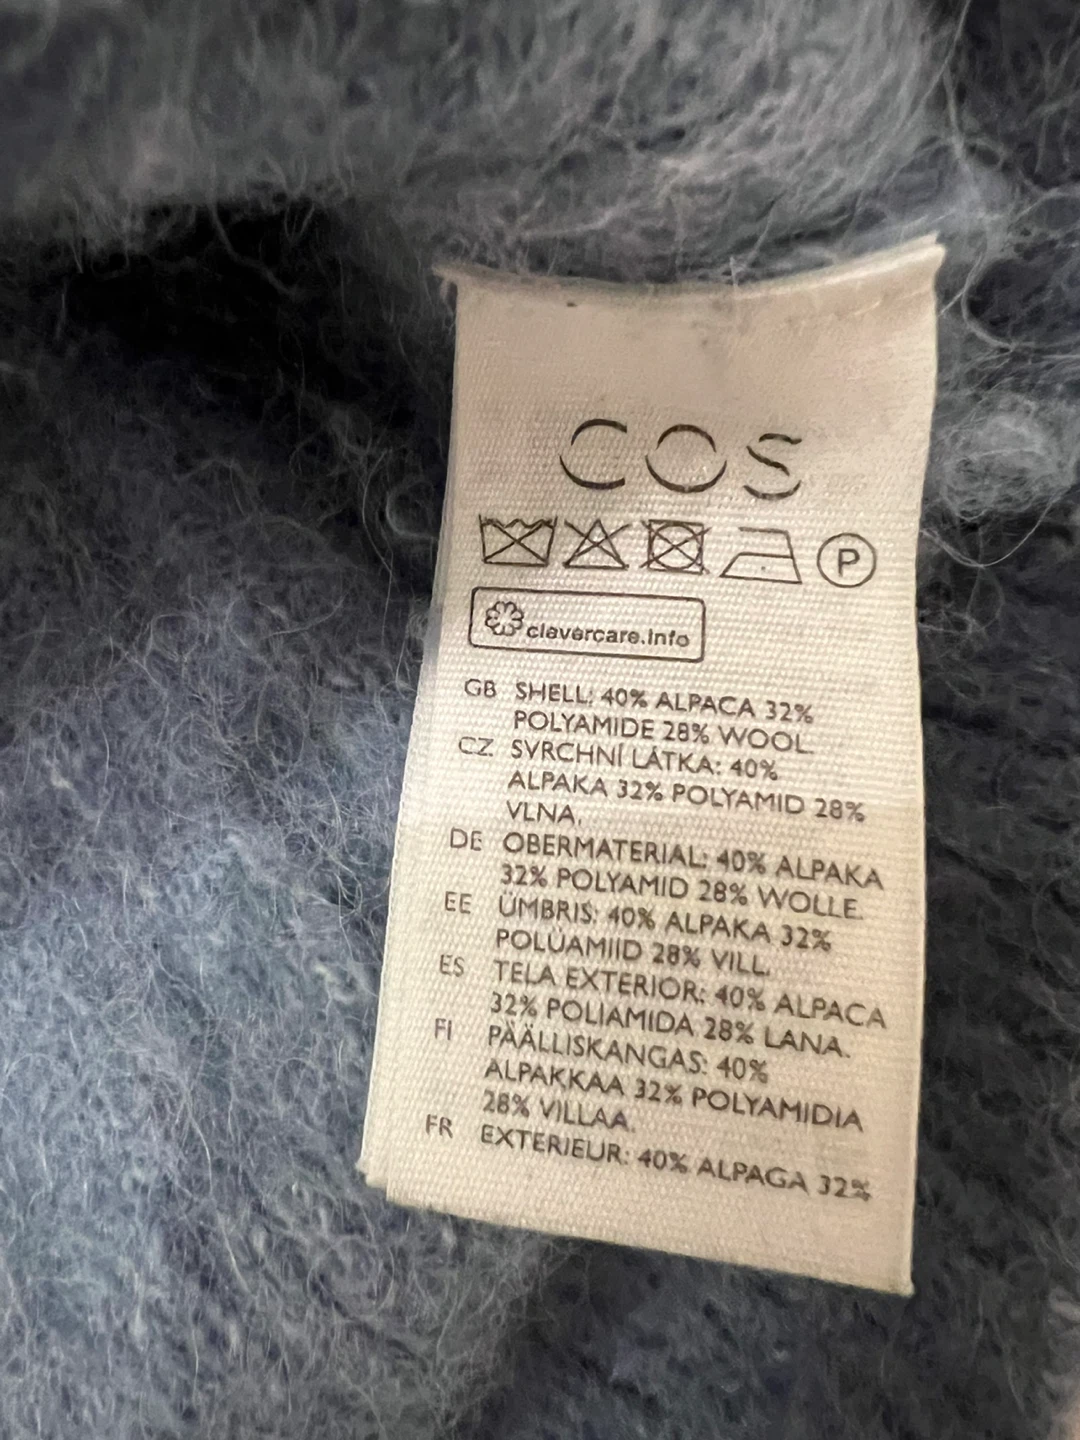 COS
P
clevercare.info
GB SHELL: 40% ALPACA 32%
POLYAMIDE 28% WOOL.
CZ SVRCHNÍ LÁTKA: 40%
ALPAKA 32% POLYAMID 28%
VLNA.
DE OBERMATERIAL: 40% ALPAKA
32% POLYAMID 28% WOLLE.
EE ÜMBRIS: 40% ALPAKA 32%
POLÜAMIID 28% VILL.
ES TELA EXTERIOR: 40% ALPACA
32% POLIAMIDA 28% LANA.
FI PÄÄLLISKANGAS: 40%
ALPAKKAA 32% POLYAMIDIA
28% VILLAA.
FR EXTERIEUR: 40% ALPAGA 32%